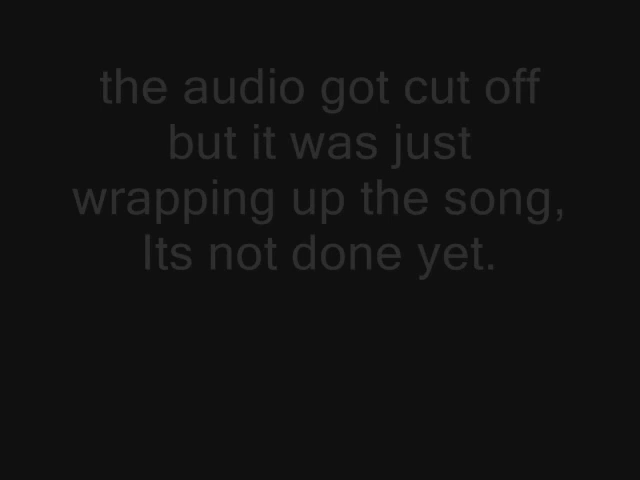 the audio got cut off
but it was just
wrapping up the song,
Its not done yet.